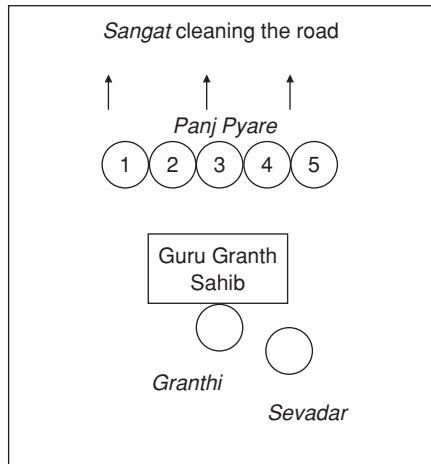 Sangat cleaning the road
Panj Pyare
1 2 3 4 5
Guru Granth
Sahib
Granthi
Sevadar